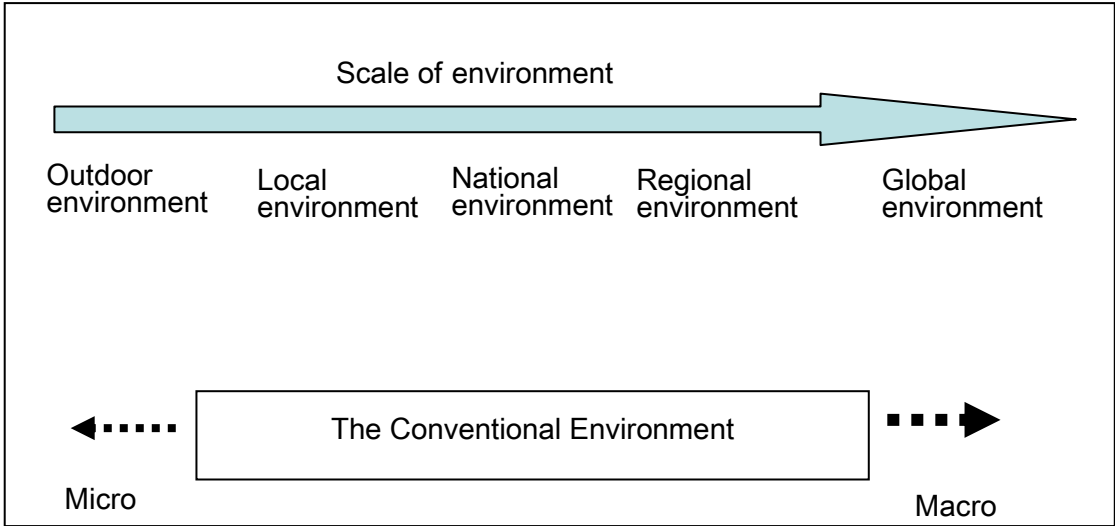 Scale of environment
Outdoor
environment
Local
environment
National
environment
Regional
environment
Global
environment
The Conventional Environment
Micro
Macro